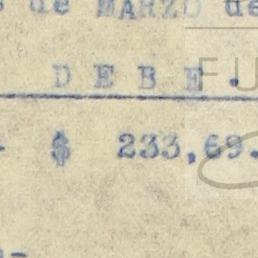 de MARZO de
D E B E .
- $ 233,69.